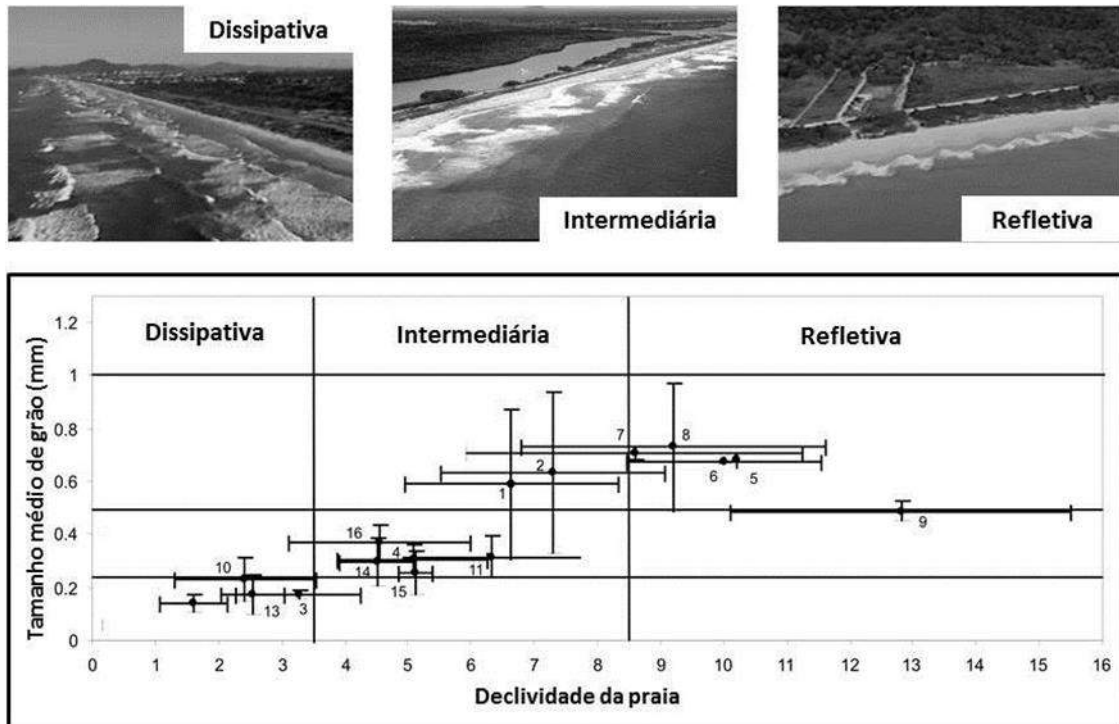 Dissipativa
Intermediária
Refletiva
Dissipativa
Intermediária
Refletiva
Tamanho médio de grão (mm)
1.2
1
0.8
0.6
0.4
0.2
0
7
8
2
6
5
1
9
16
4
14
11
15
10
13
3
0 1 2 3 4 5 6 7 8 9 10 11 12 13 14 15 16
Declividade da praia